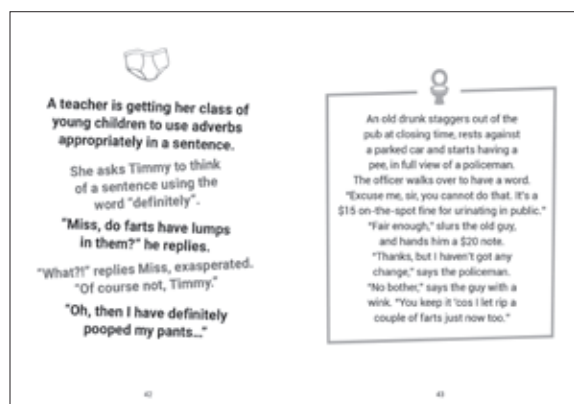 A teacher is getting her class of
young children to use adverbs
appropriately in a sentence.
She asks Timmy to think
of a sentence using the
word "definitely".
"Miss, do farts have lumps
in them?" he replies.
"What?!" replies Miss, exasperated.
"Of course not, Timmy."
"Oh, then I have definitely
pooped my pants..."
42
An old drunk staggers out of the
pub at closing time, rests against
a parked car and starts having a
pee, in full view of a policeman.
The officer walks over to have a word.
"Excuse me, sir, you cannot do that. It's a
$15 on-the-spot fine for urinating in public."
"Fair enough," slurs the old guy,
and hands him a $20 note.
"Thanks, but I haven't got any
change," says the policeman.
"No bother," says the guy with a
wink. "You keep it 'cos I let rip a
couple of farts just now too."
43